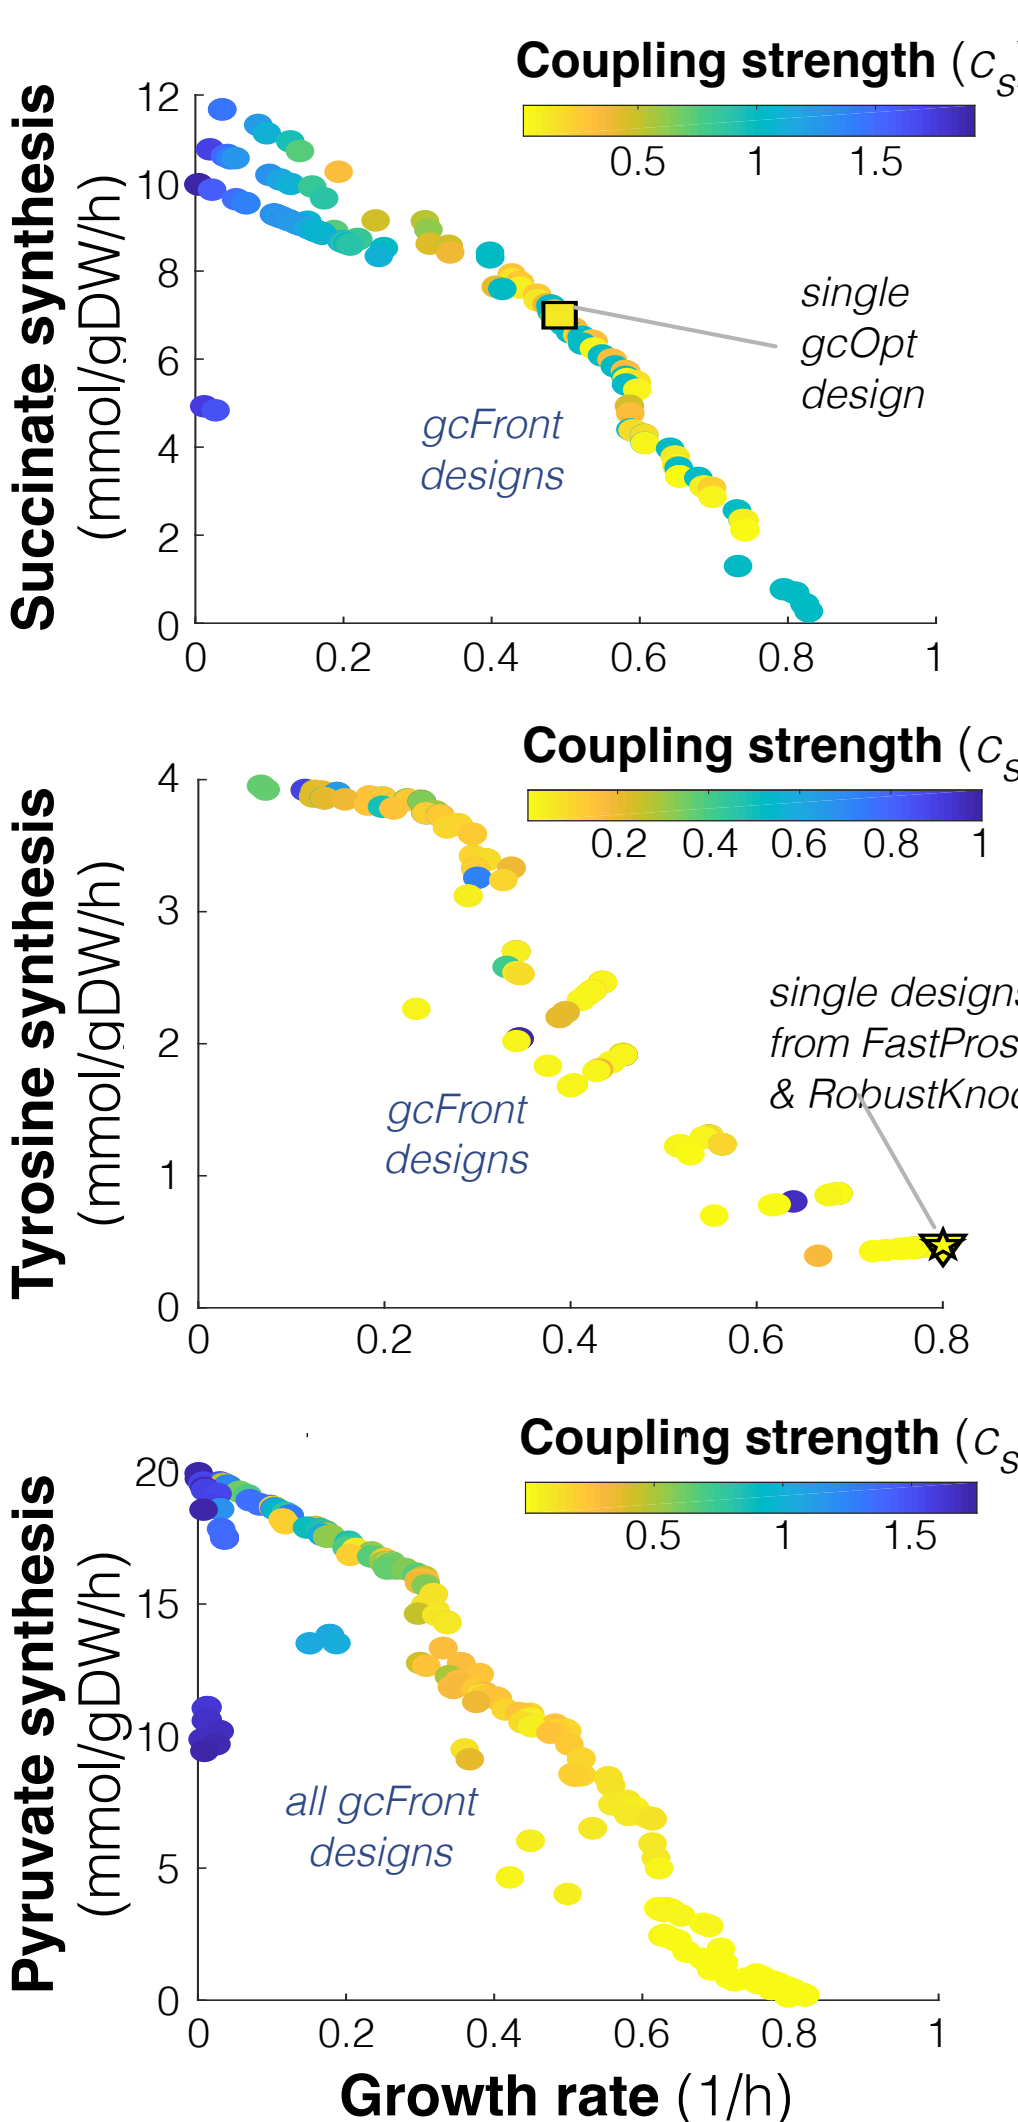 Coupling strength (cs
0.5 1 1.5
Succinate synthesis
(mmol/gDW/h)
12
10
8
6
4
2
0
single
gcOpt
design
gcFront
designs
0 0.2 0.4 0.6 0.8 1
Coupling strength (cs
0.2 0.4 0.6 0.8 1
Tyrosine synthesis
(mmol/gDW/h)
4
3
2
1
0
single designs
from FastPros
& RobustKnoc
gcFront
designs
0 0.2 0.4 0.6 0.8
Coupling strength (cs
0.5 1 1.5
Pyruvate synthesis
(mmol/gDW/h)
20
15
10
5
0
all gcFront
designs
0 0.2 0.4 0.6 0.8 1
Growth rate (1/h)